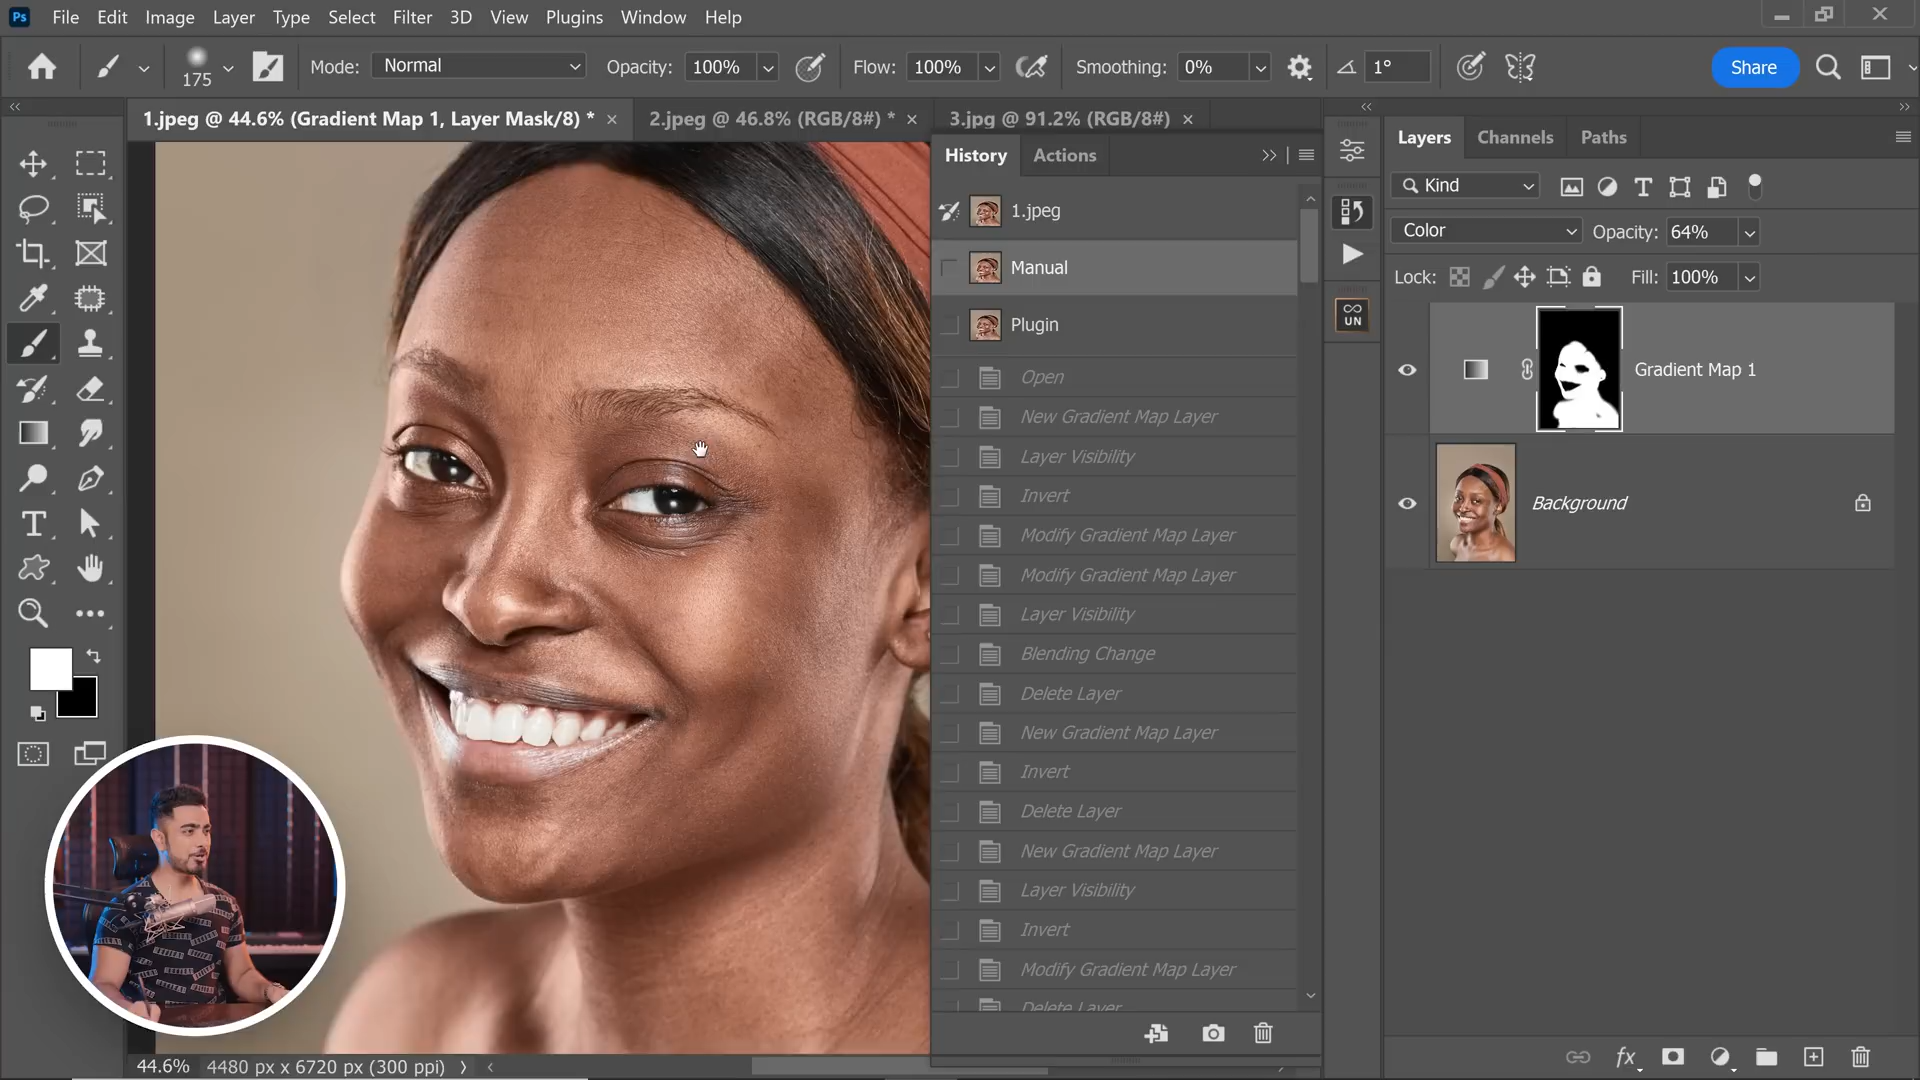 Ps File Edit Image Layer Type Select Filter 3D View Plugins Window Help
175 Mode: Normal Opacity: 100% Flow: 100% Smoothing: 0% 1° Share
1.jpeg @ 44.6% (Gradient Map 1, Layer Mask/8) * 2.jpeg @ 46.8% (RGB/8#) * 3.jpg @ 91.2% (RGB/8#)
History Actions
1.jpeg
Manual
Plugin
Open
New Gradient Map Layer
Layer Visibility
Invert
Modify Gradient Map Layer
Modify Gradient Map Layer
Layer Visibility
Blending Change
Delete Layer
New Gradient Map Layer
Invert
Delete Layer
New Gradient Map Layer
Layer Visibility
Invert
Modify Gradient Map Layer
Delete Layer
UN
Layers Channels Paths
Kind
Color Opacity: 64%
Lock: Fill: 100%
Gradient Map 1
Background
fx
44.6% 4480 px x 6720 px (300 ppi)